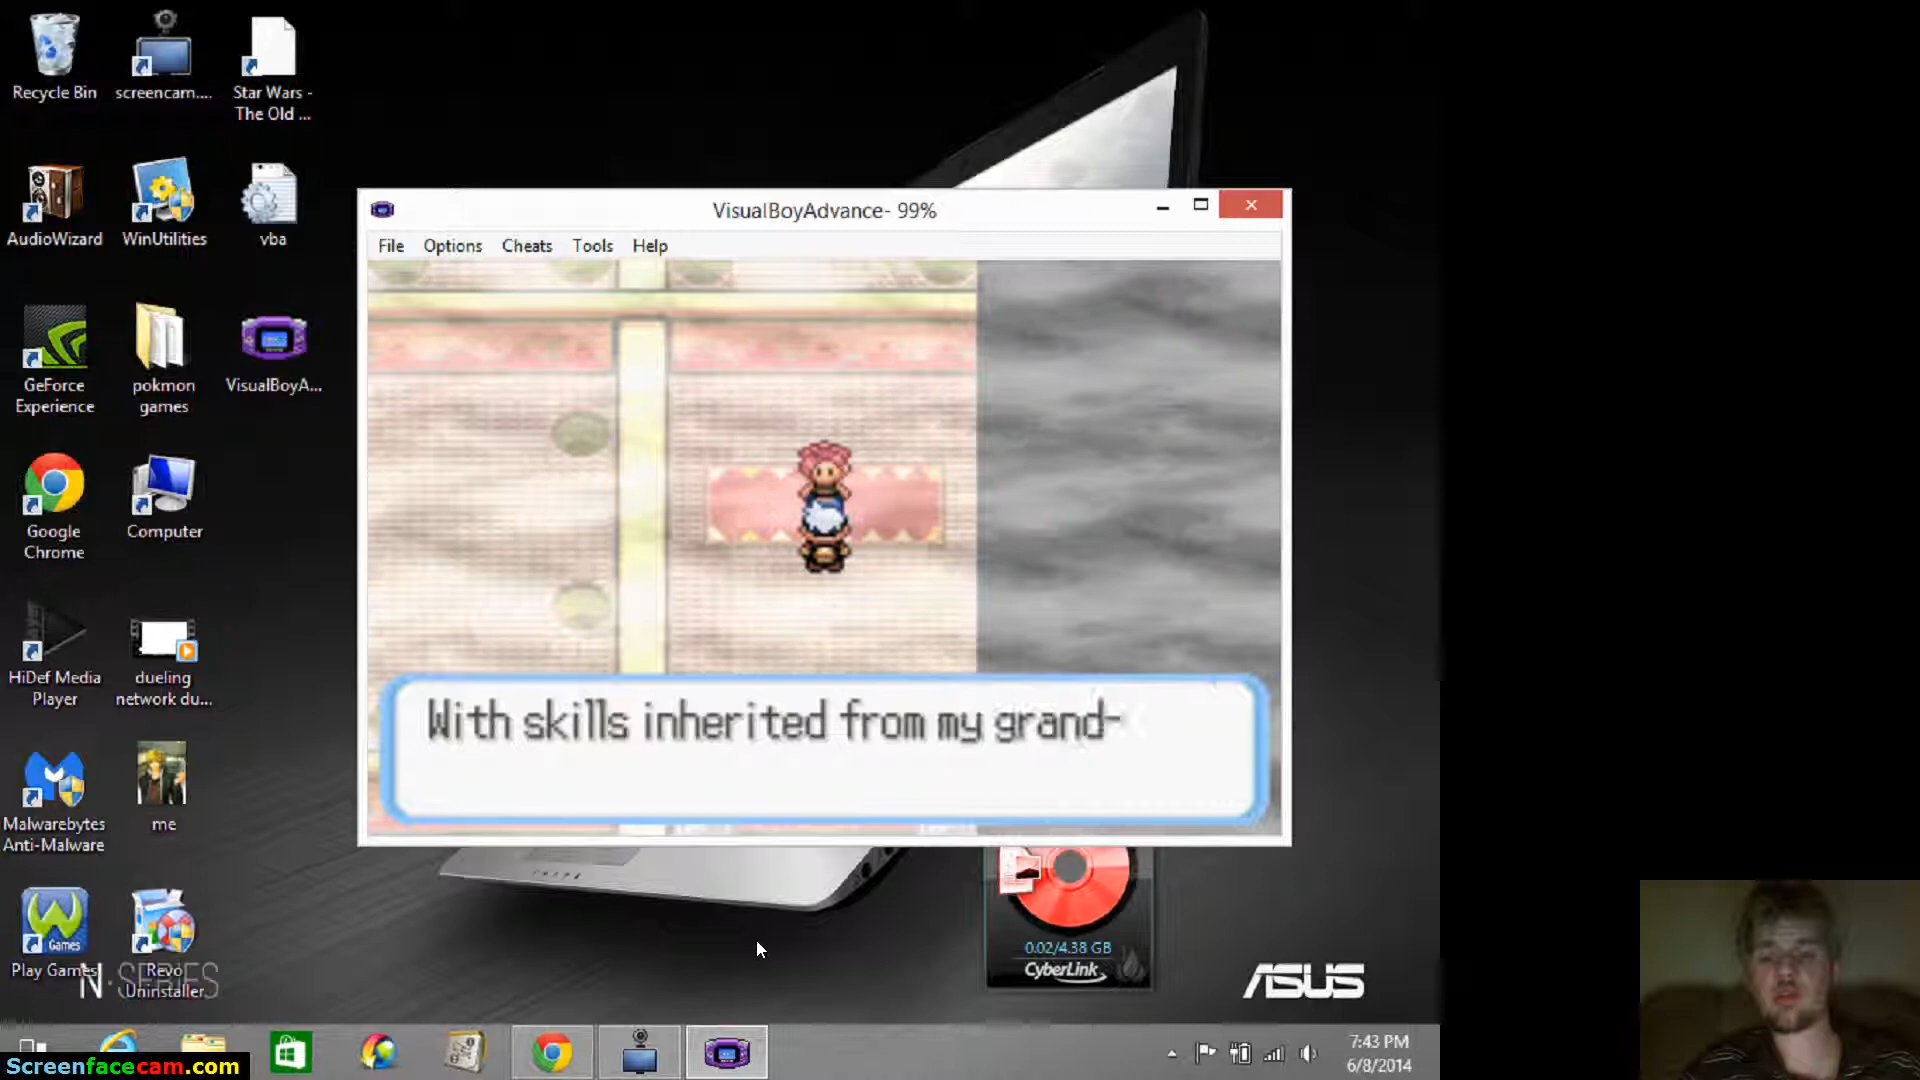 Recycle Bin
screencam....
Star Wars -
The Old ...
AudioWizard
WinUtilities
vba
GeForce
Experience
pokmon
games
VisualBoyA...
Google
Chrome
Computer
HiDef Media
Player
dueling
network du...
Malwarebytes
Anti-Malware
me
Games
Play Games
Revo
Uninstaller
N·SERIES
VisualBoyAdvance- 99%
File Options Cheats Tools Help
With skills inherited from my grand-
0.02/4.38 GB
CyberLink
ASUS
7:43 PM
6/8/2014
Screenfacecam.com